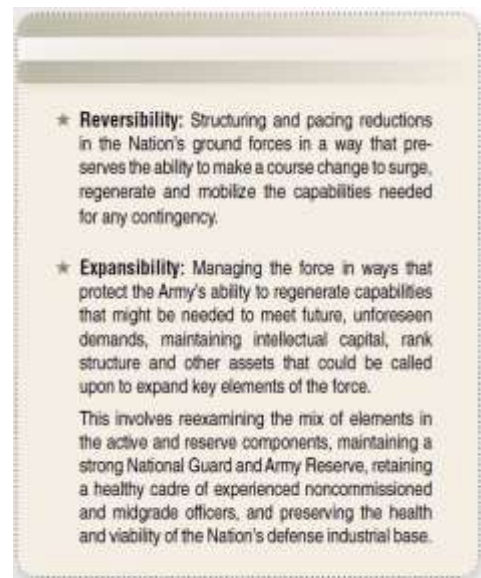 ★ Reversibility: Structuring and pacing reductions
in the Nation's ground forces in a way that pre-
serves the ability to make a course change to surge,
regenerate and mobilize the capabilities needed
for any contingency.
★ Expansibility: Managing the force in ways that
protect the Army's ability to regenerate capabilities
that might be needed to meet future, unforeseen
demands, maintaining intellectual capital, rank
structure and other assets that could be called
upon to expand key elements of the force.
This involves reexamining the mix of elements in
the active and reserve components, maintaining a
strong National Guard and Army Reserve, retaining
a healthy cadre of experienced noncommissioned
and midgrade officers, and preserving the health
and viability of the Nation's defense industrial base.